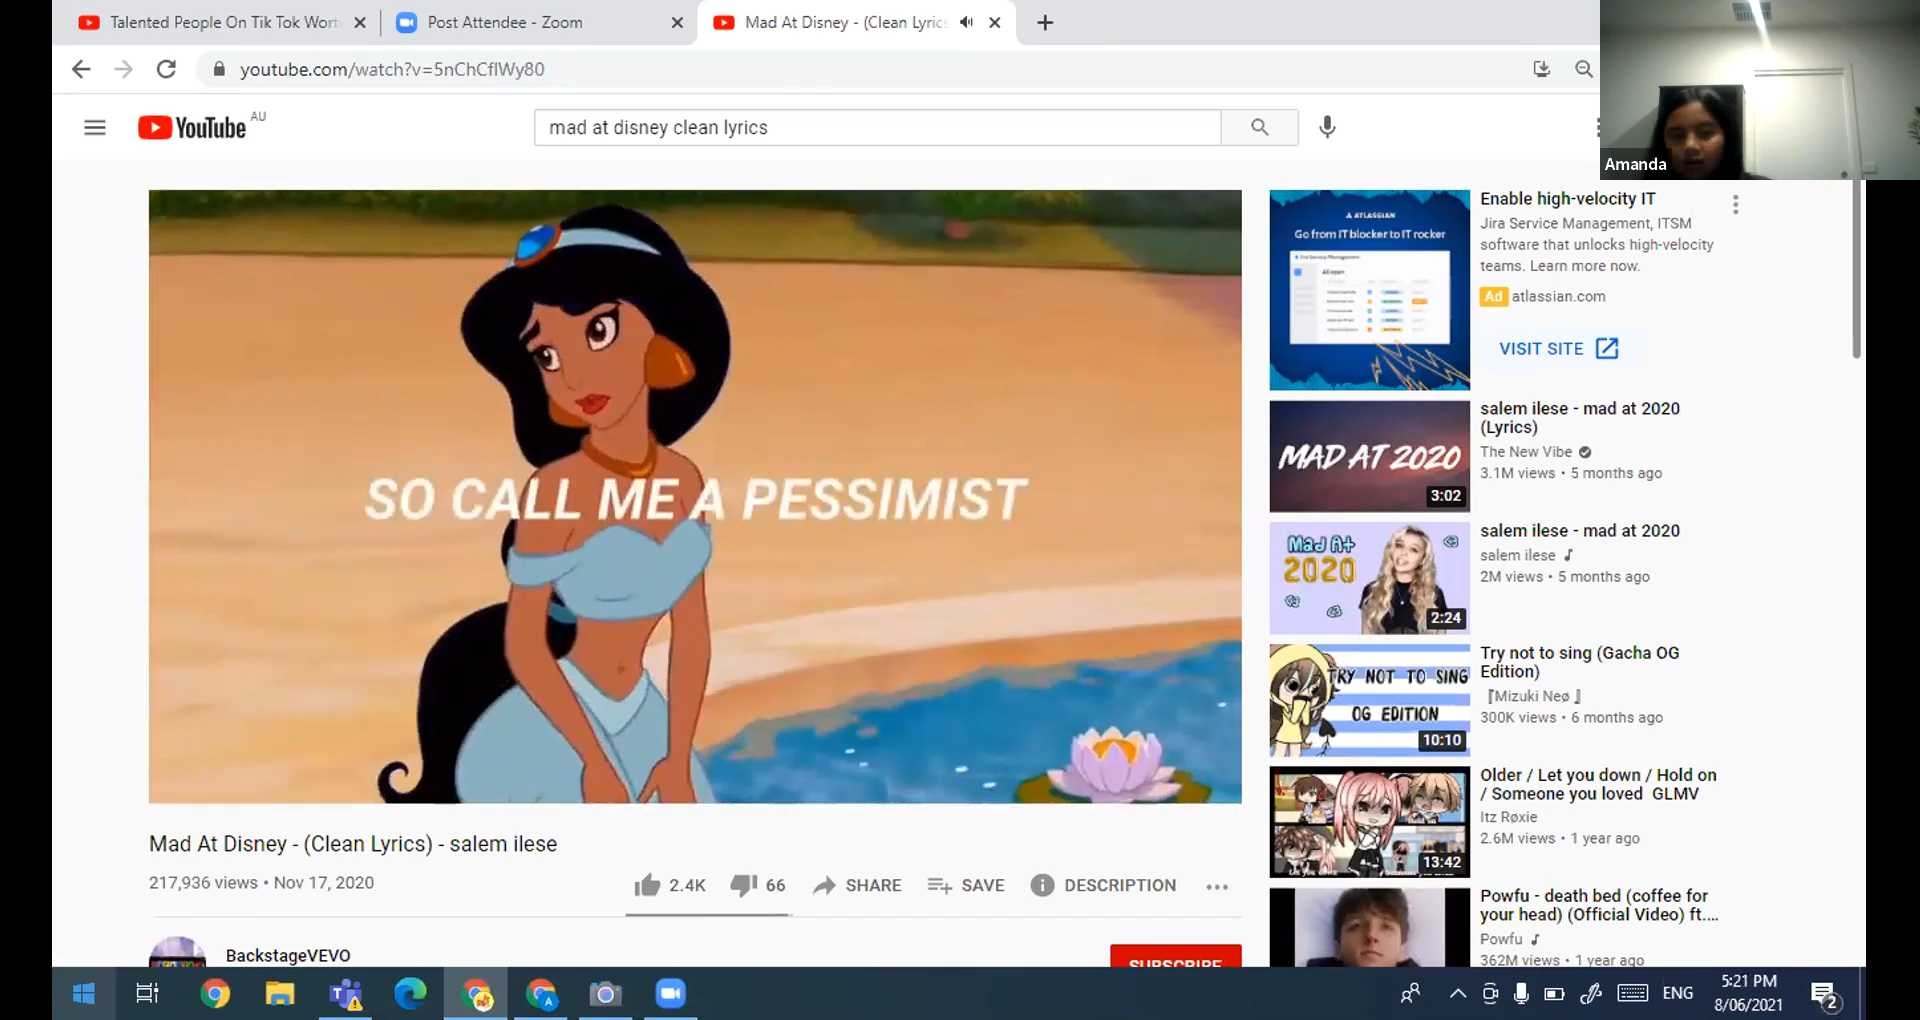 Talented People On Tik Tok Wort
Post Attendee - Zoom
Mad At Disney - (Clean Lyric
youtube.com/watch?v=5nChCflWy80
YouTube AU
mad at disney clean lyrics
Amanda
SO CALL ME A PESSIMIST
Mad At Disney - (Clean Lyrics) - salem ilese
217,936 views • Nov 17, 2020
2.4K 66 SHARE SAVE DESCRIPTION
BackstageVEVO
SUBSCRIBE
ATLASSIAN
Go from IT blocker to IT rocker
Enable high-velocity IT
Jira Service Management, ITSM
software that unlocks high-velocity
teams. Learn more now.
Ad atlassian.com
VISIT SITE
MAD AT 2020
3:02
salem ilese - mad at 2020
(Lyrics)
The New Vibe
3.1M views • 5 months ago
Mad At
2020
2:24
salem ilese - mad at 2020
salem ilese
2M views • 5 months ago
TRY NOT TO SING
OG EDITION
10:10
Try not to sing (Gacha OG
Edition)
『Mizuki Neø 』
300K views • 6 months ago
13:42
Older / Let you down / Hold on
/ Someone you loved GLMV
Itz Røxie
2.6M views • 1 year ago
Powfu - death bed (coffee for
your head) (Official Video) ft....
Powfu
362M views • 1 year ago
ENG
5:21 PM
8/06/2021
2